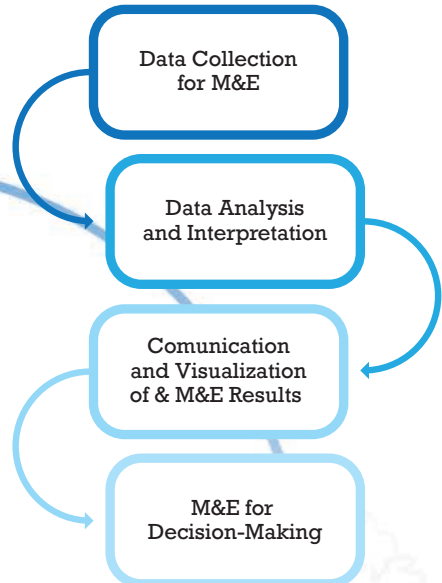 Data Collection
for M&E
Data Analysis
and Interpretation
Comunication
and Visualization
of & M&E Results
M&E for
Decision-Making